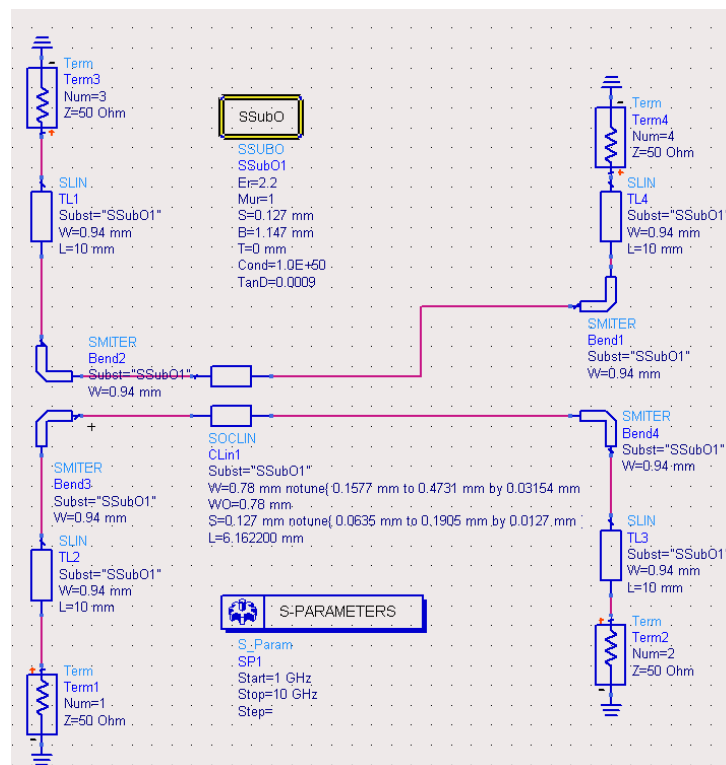 Term
Term3
Num=3
Z=50 Ohm
SSubO
SSUBO
SSubO1
Er=2.2
Mur=1
S=0.127 mm
B=1.147 mm
T=0 mm
Cond=1.0E+50
TanD=0.0009
Term
Term4
Num=4
Z=50 Ohm
SLIN
TL1
Subst="SSubO1"
W=0.94 mm
L=10 mm
SLIN
TL4
Subst="SSubO1"
W=0.94 mm
L=10 mm
SMITER
Bend2
Subst="SSubO1"
W=0.94 mm
SMITER
Bend1
Subst="SSubO1"
W=0.94 mm
SMITER
Bend3
Subst="SSubO1"
W=0.94 mm
SOCLIN
CLin1
Subst="SSubO1"
W=0.78 mm notune{ 0.1577 mm to 0.4731 mm by 0.03154 mm
WO=0.78 mm
S=0.127 mm notune{ 0.0635 mm to 0.1905 mm by 0.0127 mm
L=6.162200 mm
SMITER
Bend4
Subst="SSubO1"
W=0.94 mm
SLIN
TL2
Subst="SSubO1"
W=0.94 mm
L=10 mm
SLIN
TL3
Subst="SSubO1"
W=0.94 mm
L=10 mm
S-PARAMETERS
S_Param
SP1
Start=1 GHz
Stop=10 GHz
Step=
Term
Term1
Num=1
Z=50 Ohm
Term
Term2
Num=2
Z=50 Ohm